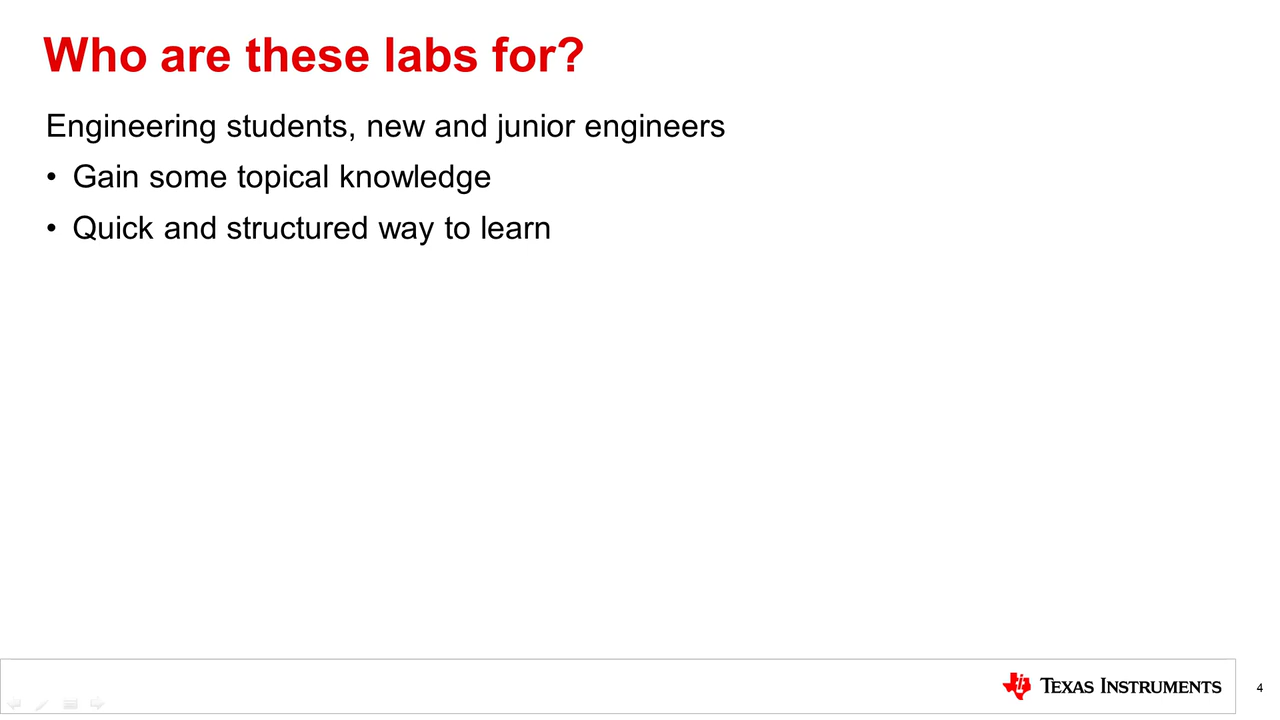 Who are these labs for?
Engineering students, new and junior engineers
• Gain some topical knowledge
• Quick and structured way to learn
TEXAS INSTRUMENTS
4